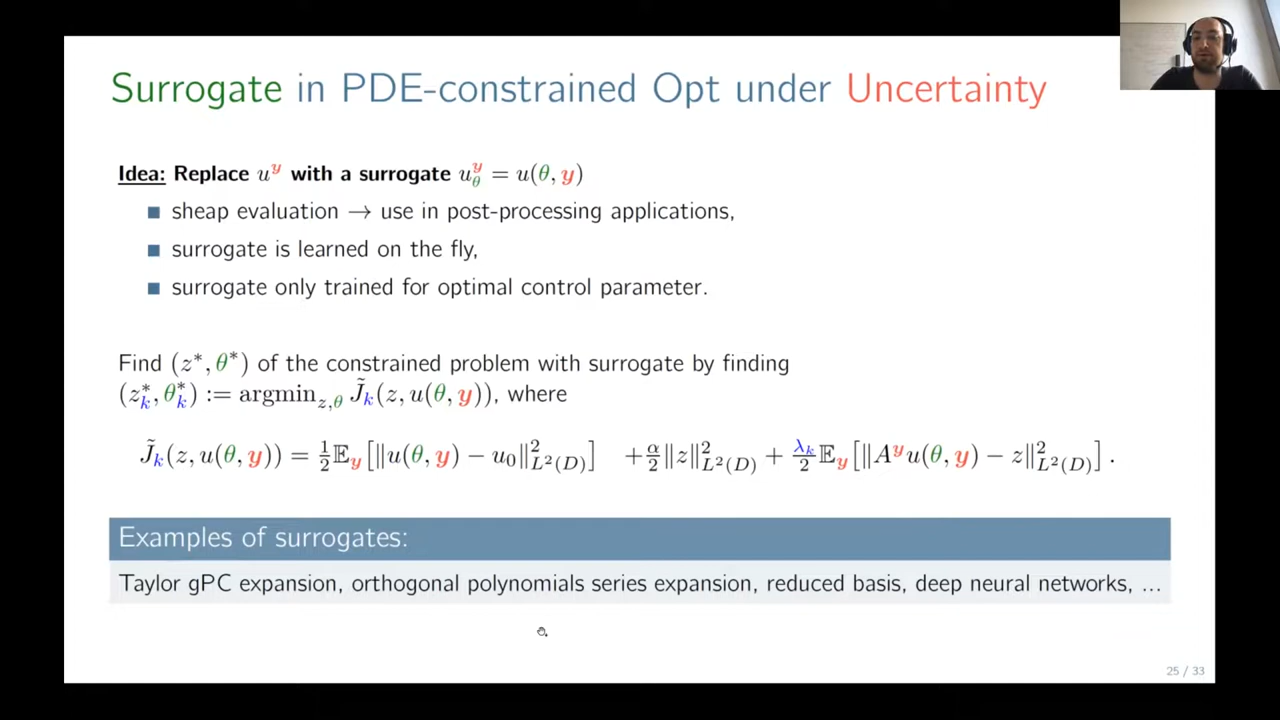 Surrogate in PDE-constrained Opt under Uncertainty
Idea: Replace u^y with a surrogate u_θ^y = u(θ, y)
■ sheap evaluation → use in post-processing applications,
■ surrogate is learned on the fly,
■ surrogate only trained for optimal control parameter.
Find (z*, θ*) of the constrained problem with surrogate by finding
(z_k^*, θ_k^*) := argmin_{z,θ} J̃_k(z, u(θ, y)), where
J̃_k(z, u(θ, y)) = 1/2 𝔼_y[‖u(θ, y) − u_0‖²_{L²(D)}] + α/2 ‖z‖²_{L²(D)} + λ_k/2 𝔼_y[‖A^y u(θ, y) − z‖²_{L²(D)}] .
Examples of surrogates:
Taylor gPC expansion, orthogonal polynomials series expansion, reduced basis, deep neural networks, ...
25 / 33